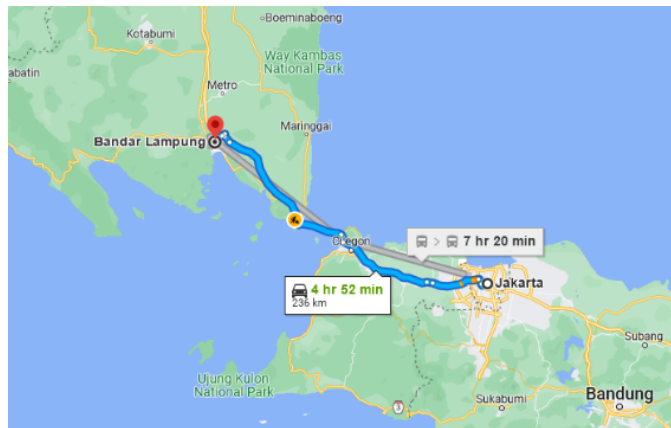 Boeminaboeng
Kotabumi
Way Kambas
National Park
abatin
Metro
Maringgai
Bandar Lampung
Cilegon
7 hr 20 min
4 hr 52 min
236 km
Jakarta
Subang
Ujung Kulon
National Park
Bandung
3
Sukabumi